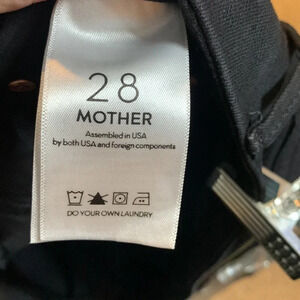 28
MOTHER
Assembled in USA
by both USA and foreign components
DO YOUR OWN LAUNDRY